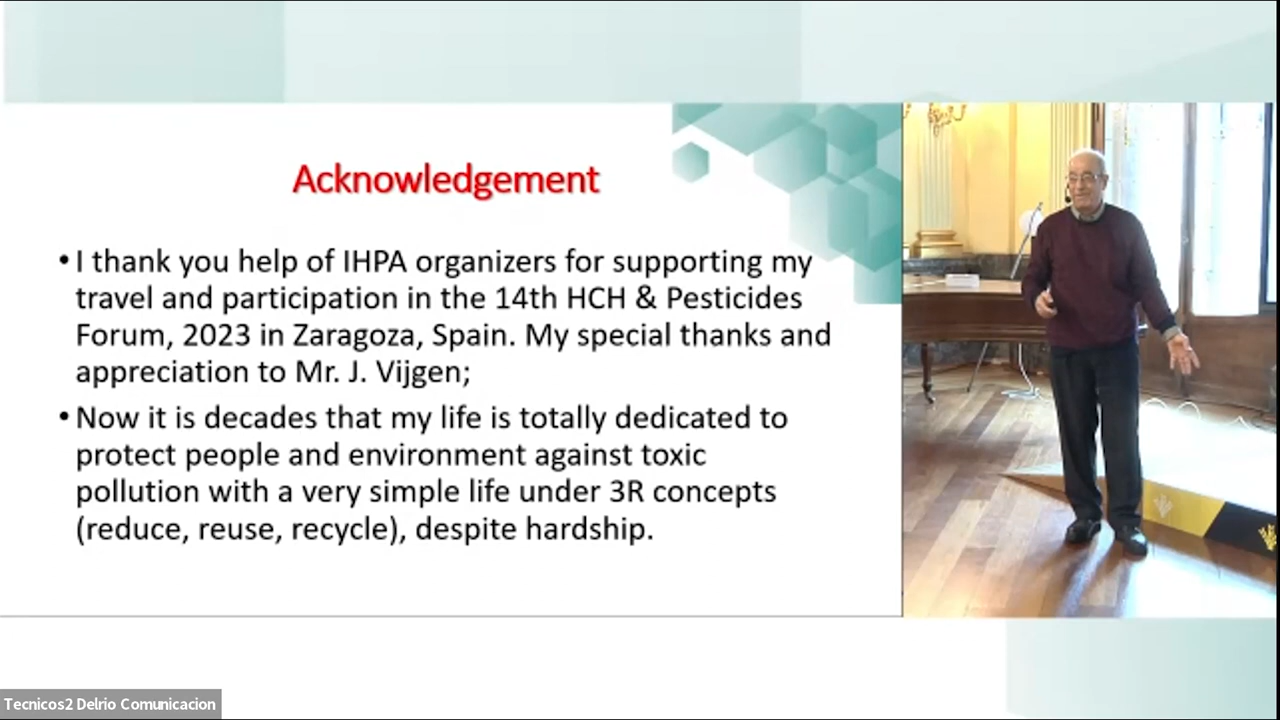 Acknowledgement
• I thank you help of IHPA organizers for supporting my
travel and participation in the 14th HCH & Pesticides
Forum, 2023 in Zaragoza, Spain. My special thanks and
appreciation to Mr. J. Vijgen;
• Now it is decades that my life is totally dedicated to
protect people and environment against toxic
pollution with a very simple life under 3R concepts
(reduce, reuse, recycle), despite hardship.
Tecnicos2 Delrio Comunicacion